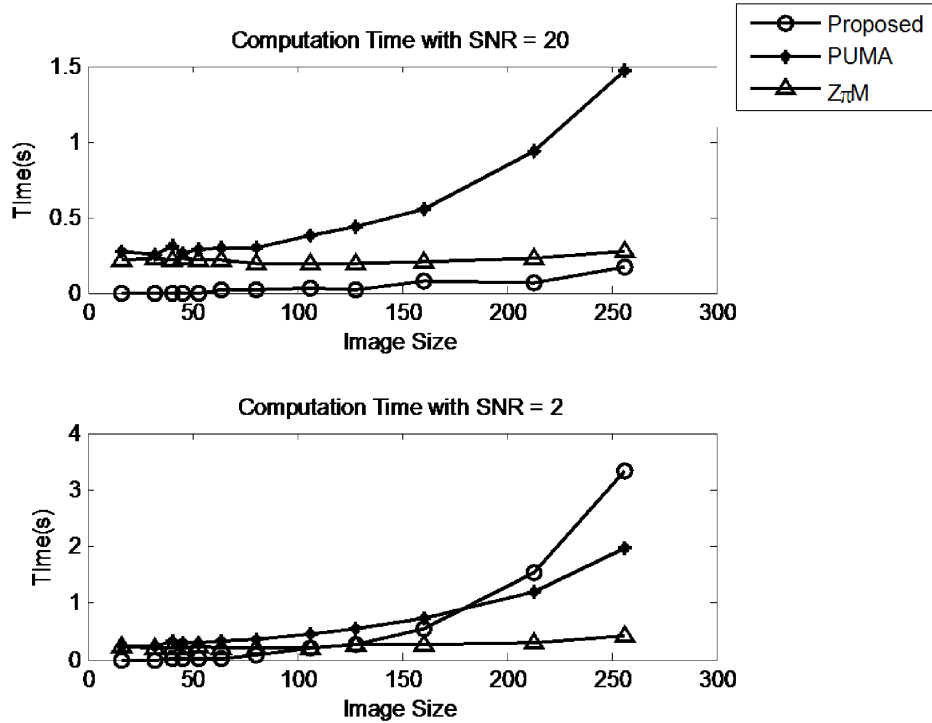 Proposed
PUMA
ZπM
Computation Time with SNR = 20
1.5
1
0.5
0
TIme(s)
0 50 100 150 200 250 300
Image Size
Computation Time with SNR = 2
4
3
2
1
0
TIme(s)
0 50 100 150 200 250 300
Image Size